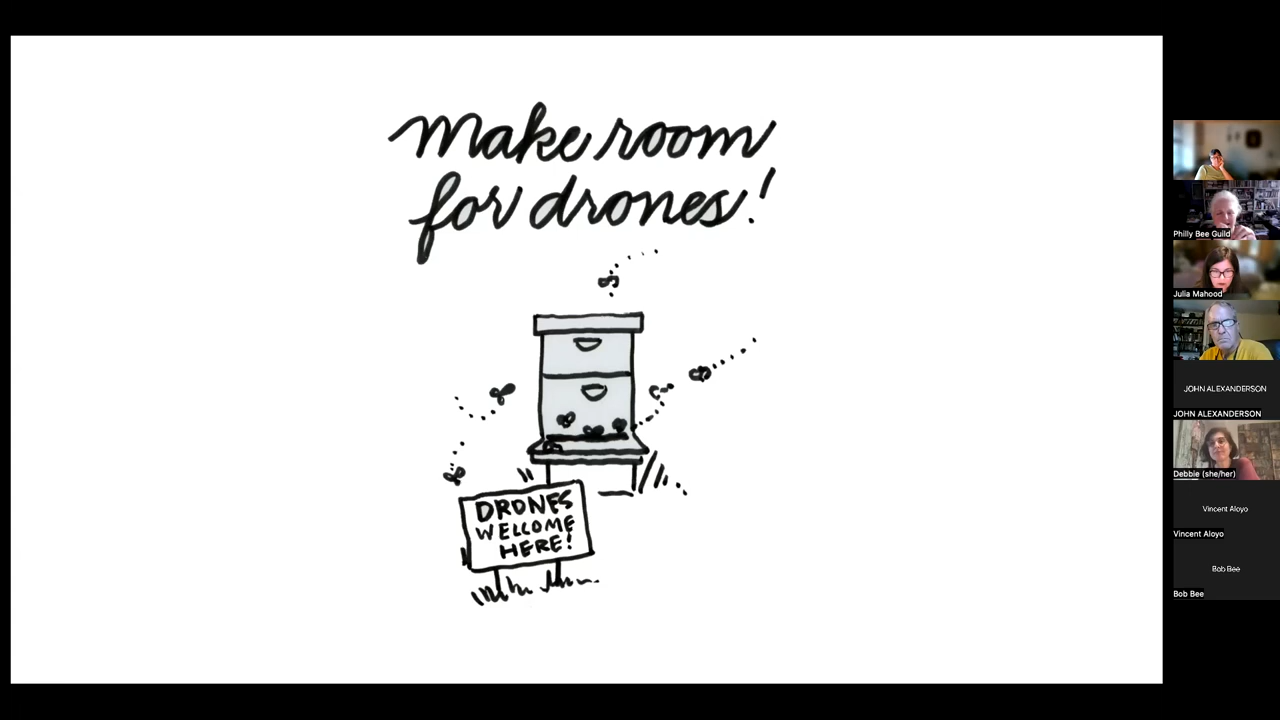 Make room
for drones!
DRONES
WELCOME
HERE!
Philly Bee Guild
Julia Mahood
JOHN ALEXANDERSON
JOHN ALEXANDERSON
Debbie (she/her)
Vincent Aloyo
Vincent Aloyo
Bob Bee
Bob Bee